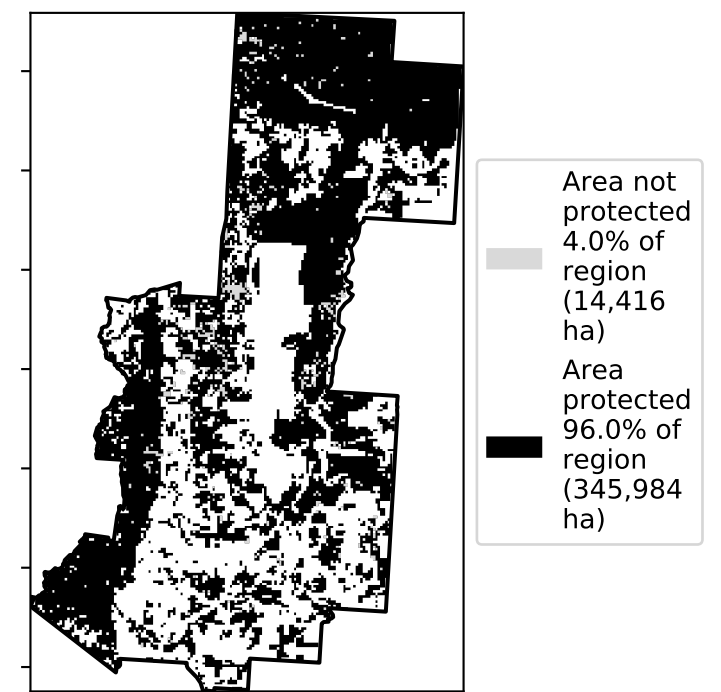 Area not
protected
4.0% of
region
(14,416
ha)
Area
protected
96.0% of
region
(345,984
ha)